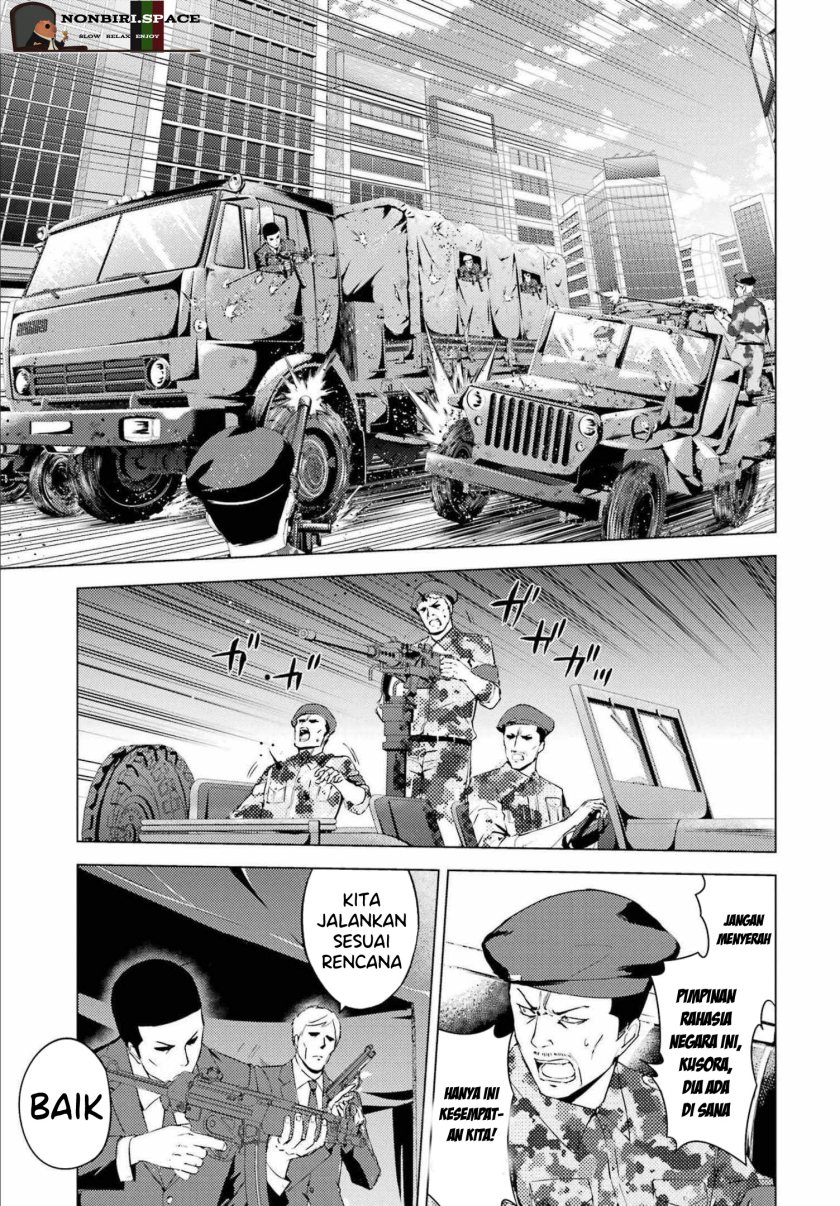 NONBIRI.SPACE
SLOW RELAX ENJOY
ガ
ガ
ガ
ガ
ガ
JANGAN
MENYERAH
PIMPINAN
RAHASIA
NEGARA INI,
KUSORA,
DIA ADA
DI SANA
HANYA INI
KESEMPAT-
AN KITA!
KITA
JALANKAN
SESUAI
RENCANA
BAIK